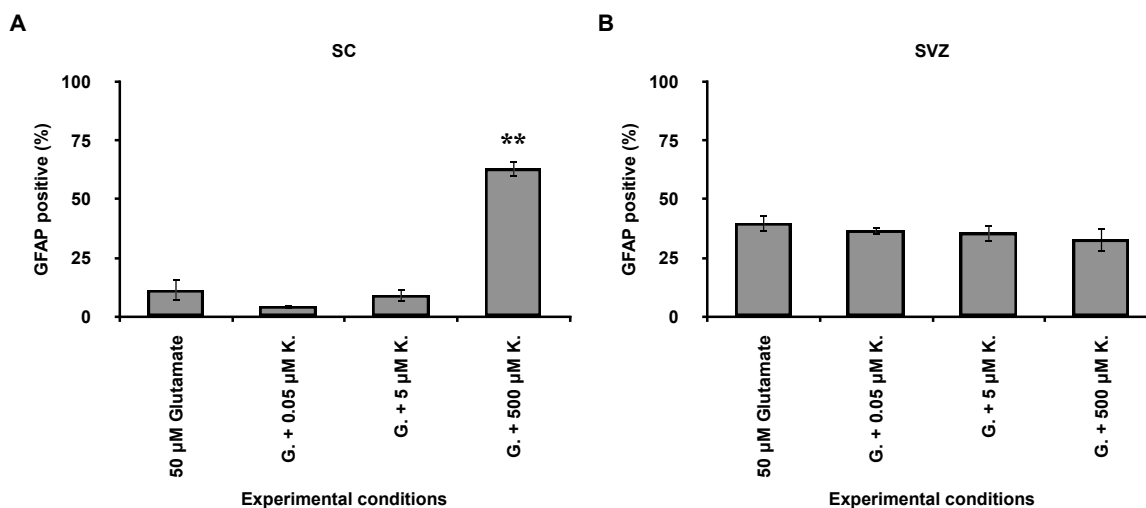 A
SC
100
75
50
25
0
GFAP positive (%)
**
50 µM Glutamate
G. + 0.05 µM K.
G. + 5 µM K.
G. + 500 µM K.
Experimental conditions
B
SVZ
100
75
50
25
0
GFAP positive (%)
50 µM Glutamate
G. + 0.05 µM K.
G. + 5 µM K.
G. + 500 µM K.
Experimental conditions